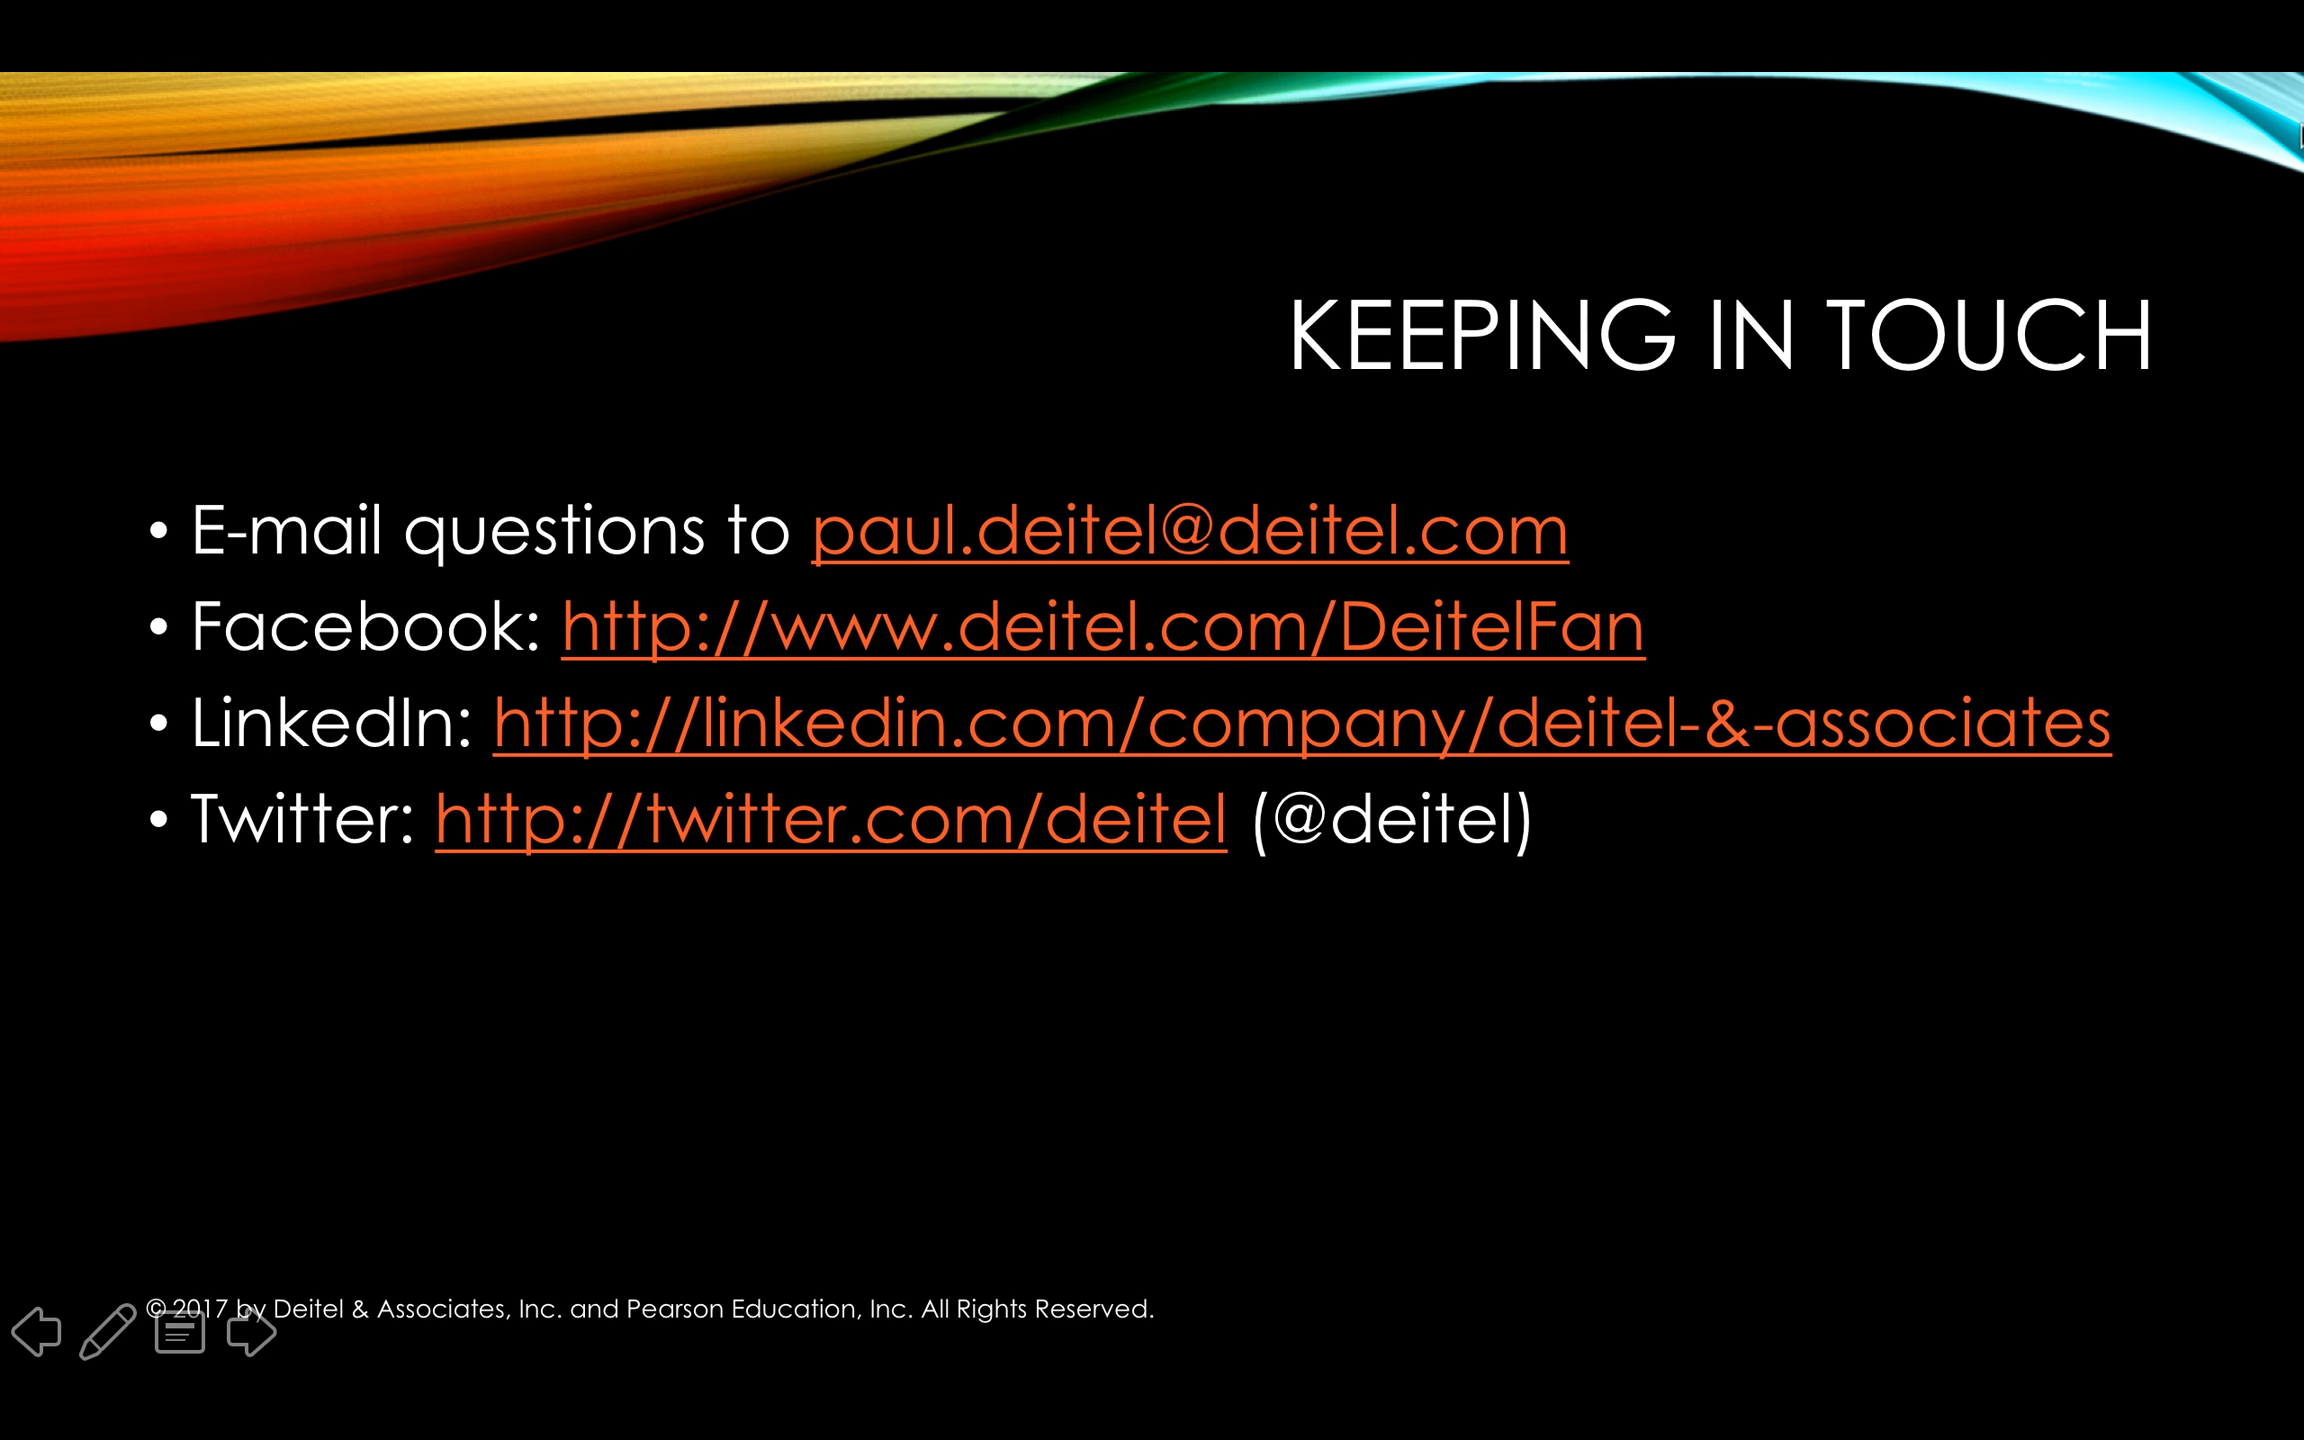 KEEPING IN TOUCH
• E-mail questions to paul.deitel@deitel.com
• Facebook: http://www.deitel.com/DeitelFan
• LinkedIn: http://linkedin.com/company/deitel-&-associates
• Twitter: http://twitter.com/deitel (@deitel)
© 2017 by Deitel & Associates, Inc. and Pearson Education, Inc. All Rights Reserved.